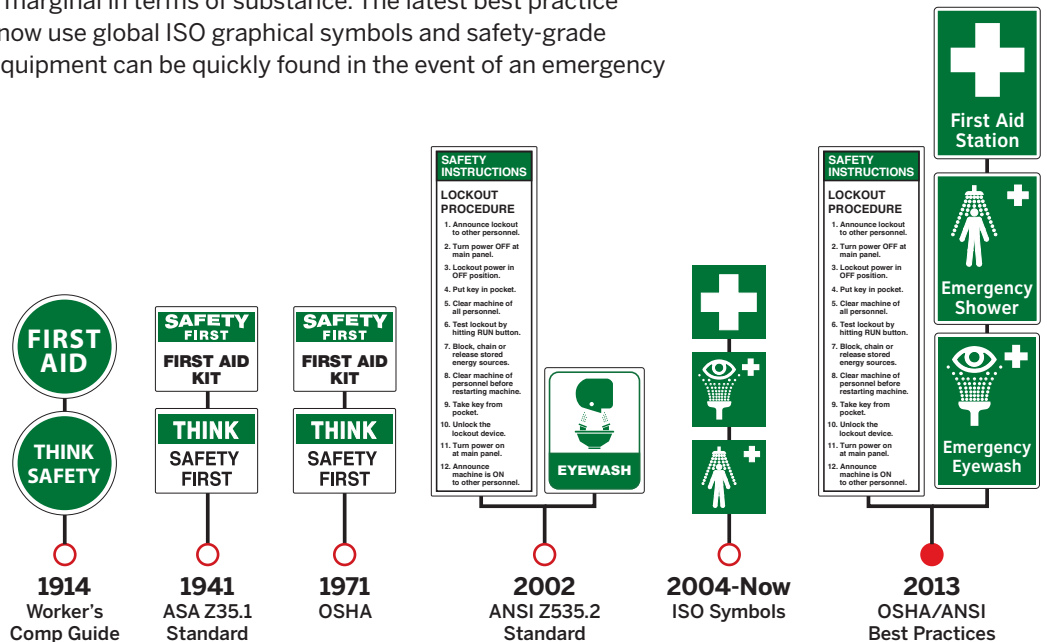 marginal in terms of substance. The latest best practice
now use global ISO graphical symbols and safety-grade
quipment can be quickly found in the event of an emergency
FIRST
AID
THINK
SAFETY
1914
Worker's
Comp Guide
SAFETY
FIRST
FIRST AID
KIT
THINK
SAFETY
FIRST
1941
ASA Z35.1
Standard
SAFETY
FIRST
FIRST AID
KIT
THINK
SAFETY
FIRST
1971
OSHA
SAFETY
INSTRUCTIONS
LOCKOUT
PROCEDURE
1. Announce lockout
to other personnel.
2. Turn power OFF at
main panel.
3. Lockout power in
OFF position.
4. Put key in pocket.
5. Clear machine of
all personnel.
6. Test lockout by
hitting RUN button.
7. Block, chain or
release stored
energy sources.
8. Clear machine of
personnel before
restarting machine.
9. Take key from
pocket.
10. Unlock the
lockout device.
11. Turn power on
at main panel.
12. Announce
machine is ON
to other personnel.
EYEWASH
2002
ANSI Z535.2
Standard
2004-Now
ISO Symbols
SAFETY
INSTRUCTIONS
LOCKOUT
PROCEDURE
1. Announce lockout
to other personnel.
2. Turn power OFF at
main panel.
3. Lockout power in
OFF position.
4. Put key in pocket.
5. Clear machine of
all personnel.
6. Test lockout by
hitting RUN button.
7. Block, chain or
release stored
energy sources.
8. Clear machine of
personnel before
restarting machine.
9. Take key from
pocket.
10. Unlock the
lockout device.
11. Turn power on
at main panel.
12. Announce
machine is ON
to other personnel.
First Aid
Station
Emergency
Shower
Emergency
Eyewash
2013
OSHA/ANSI
Best Practices